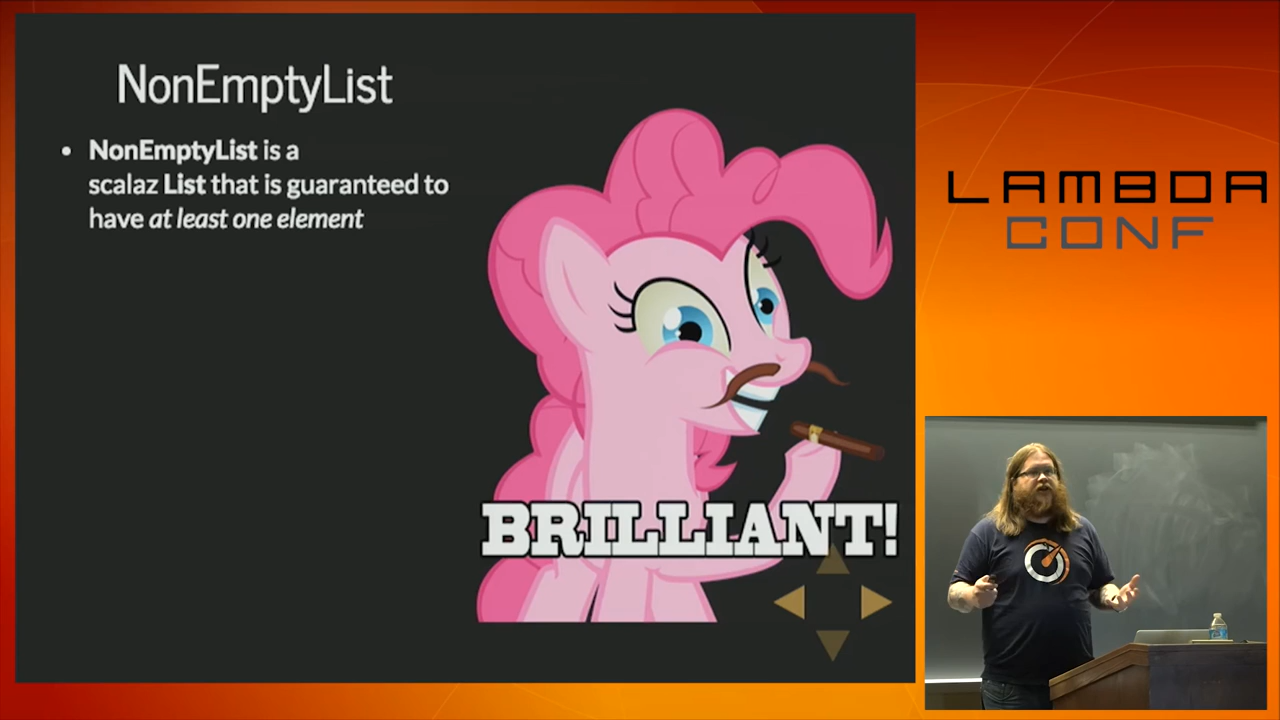 NonEmptyList
• NonEmptyList is a
scalaz List that is guaranteed to
have at least one element
BRILLIANT!
LAMBDA
CONF